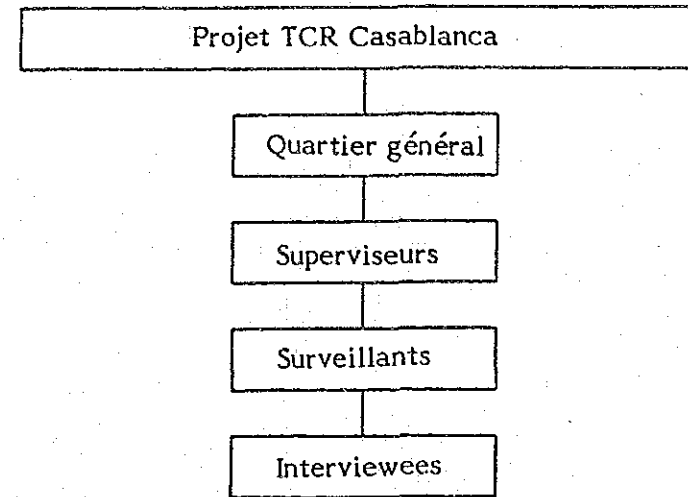 Projet TCR Casablanca
Quartier général
Superviseurs
Surveillants
Interviewees